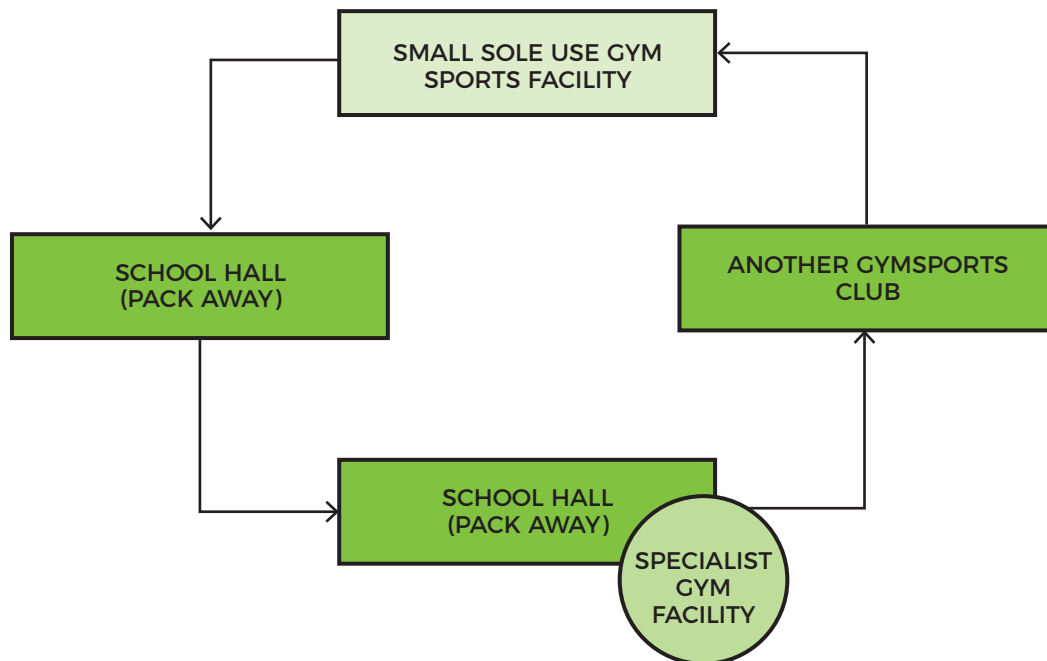 SMALL SOLE USE GYM
SPORTS FACILITY
SCHOOL HALL
(PACK AWAY)
ANOTHER GYMSPORTS
CLUB
SCHOOL HALL
(PACK AWAY)
SPECIALIST
GYM
FACILITY